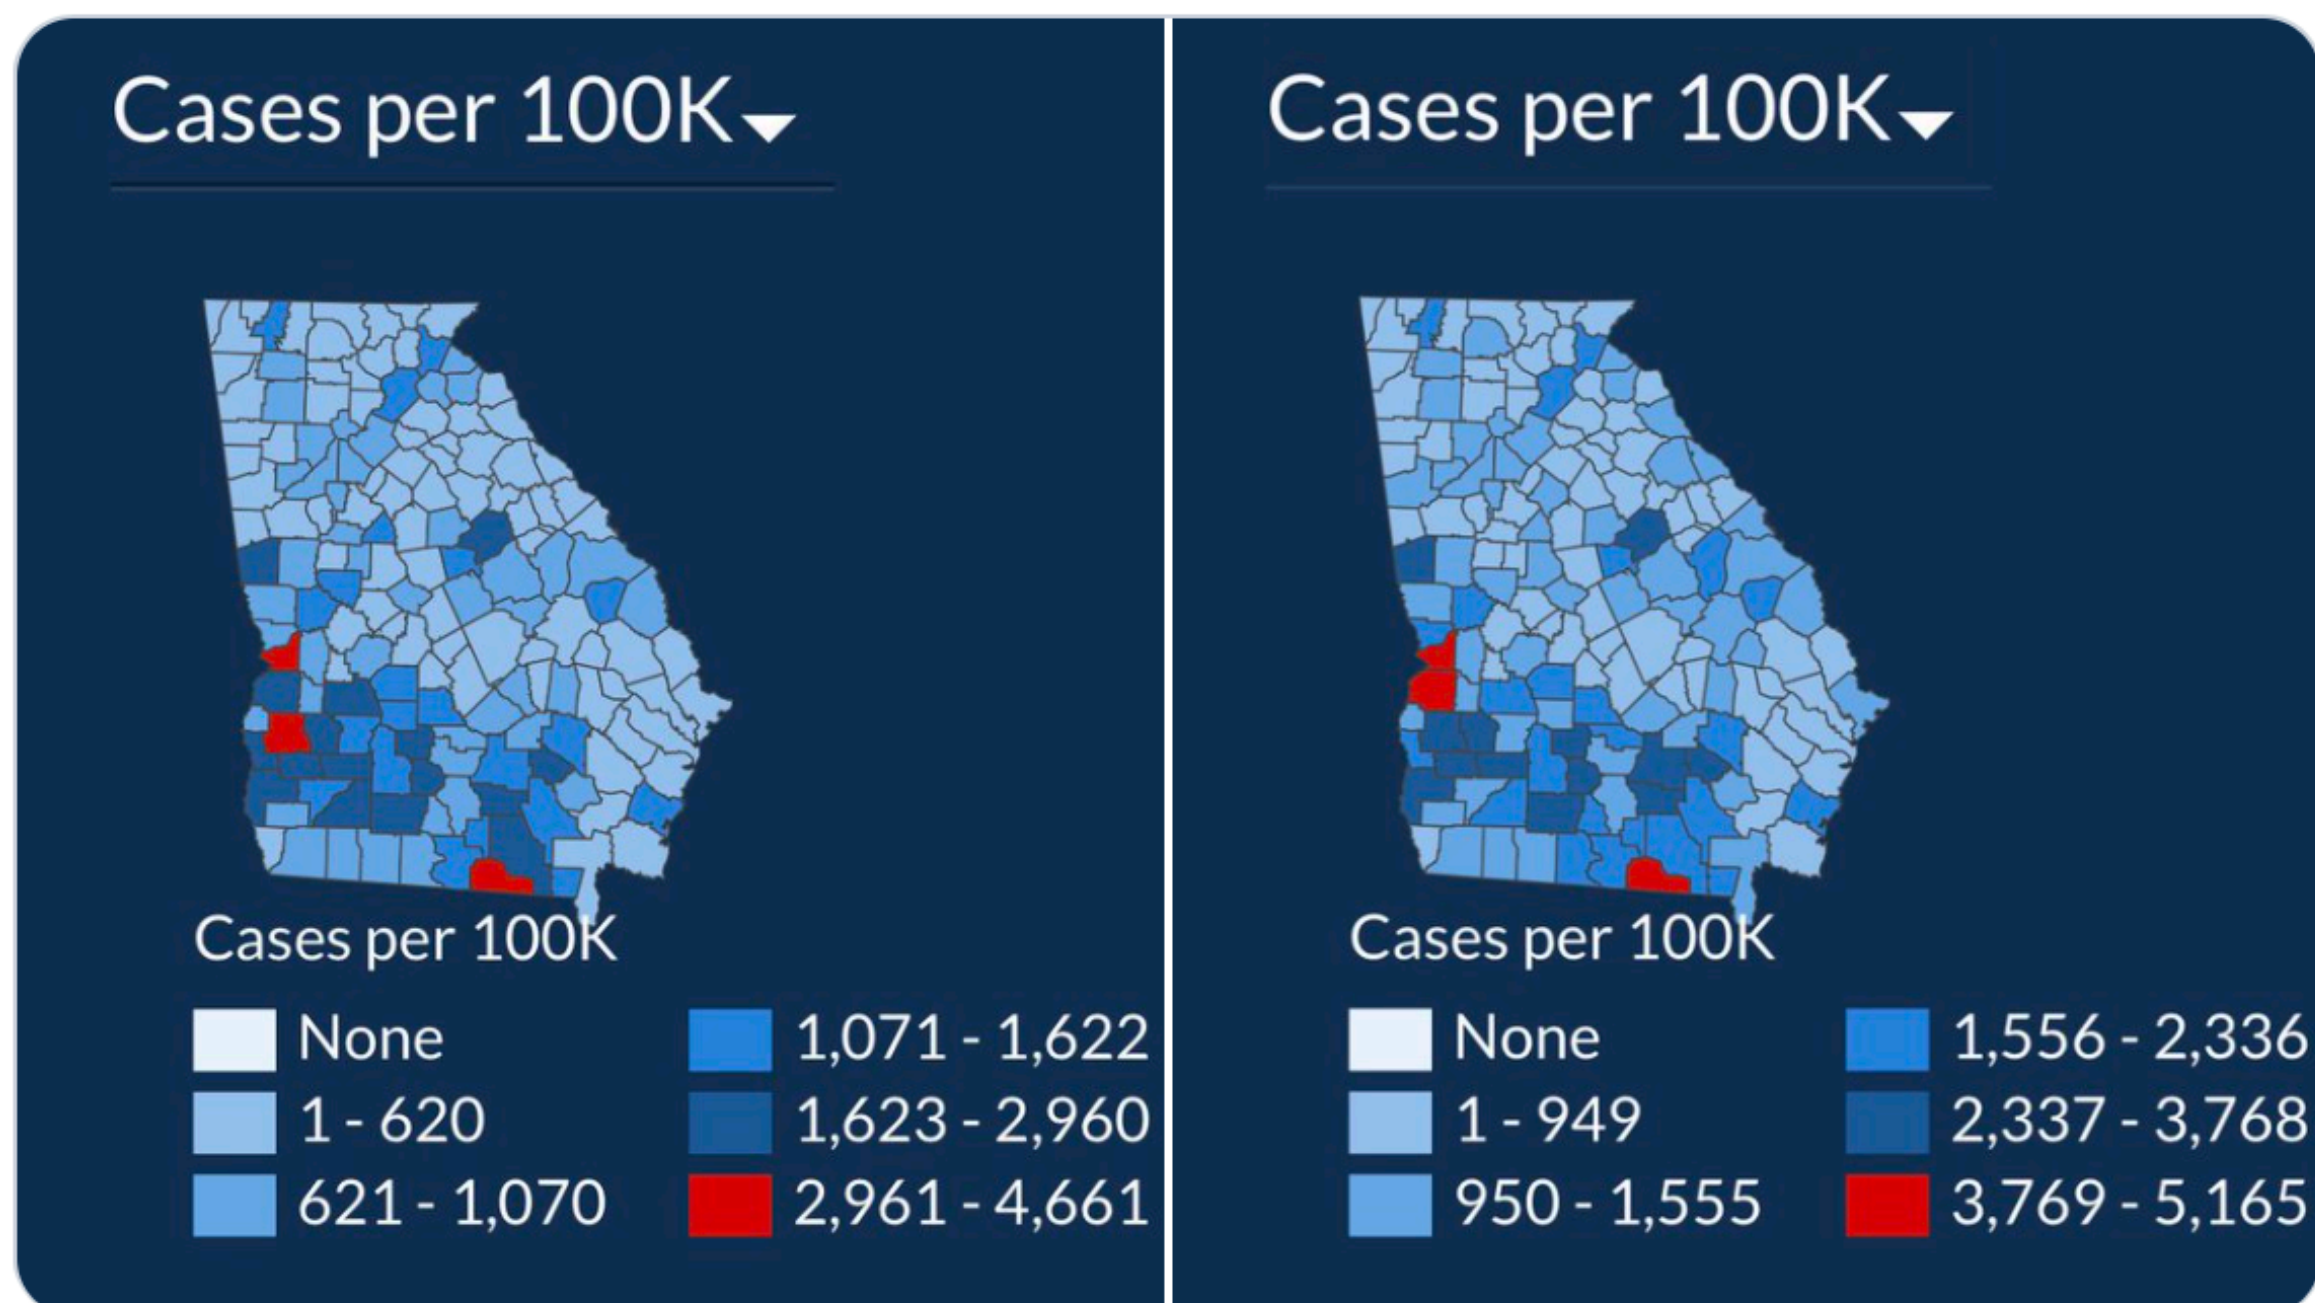 Cases per 100K
Cases per 100K
None
1 - 620
621 - 1,070
1,071 - 1,622
1,623 - 2,960
2,961 - 4,661
Cases per 100K
Cases per 100K
None
1 - 949
950 - 1,555
1,556 - 2,336
2,337 - 3,768
3,769 - 5,165